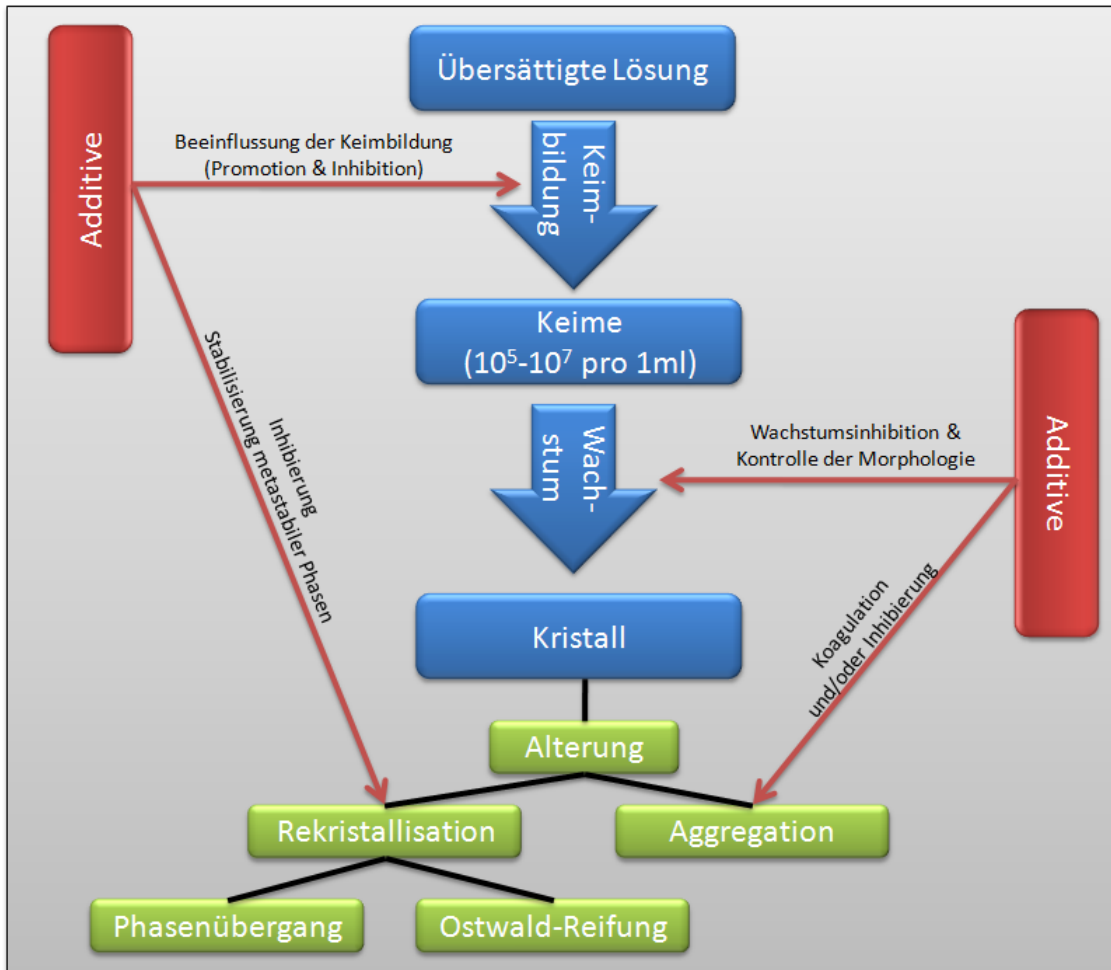 Übersättigte Lösung
Additive
Beeinflussung der Keimbildung
(Promotion & Inhibition)
Keim-
bildung
Keime
(10⁵-10⁷ pro 1ml)
Inhibierung
Stabilisierung metastabiler Phasen
Wach-
stum
Wachstumsinhibition &
Kontrolle der Morphologie
Additive
Kristall
Koagulation
und/oder Inhibierung
Alterung
Rekristallisation
Aggregation
Phasenübergang
Ostwald-Reifung